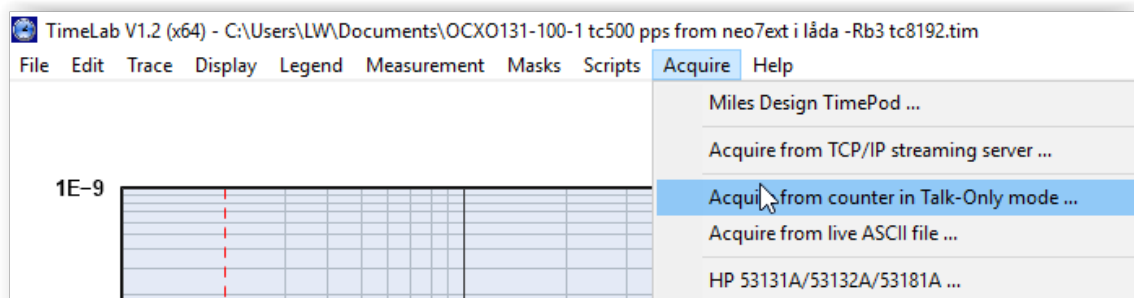 TimeLab V1.2 (x64) - C:\Users\LW\Documents\OCXO131-100-1 tc500 pps from neo7ext i låda -Rb3 tc8192.tim
File Edit Trace Display Legend Measurement Masks Scripts Acquire Help
Miles Design TimePod ...
Acquire from TCP/IP streaming server ...
1E-9
Acquire from counter in Talk-Only mode ...
Acquire from live ASCII file ...
HP 53131A/53132A/53181A ...